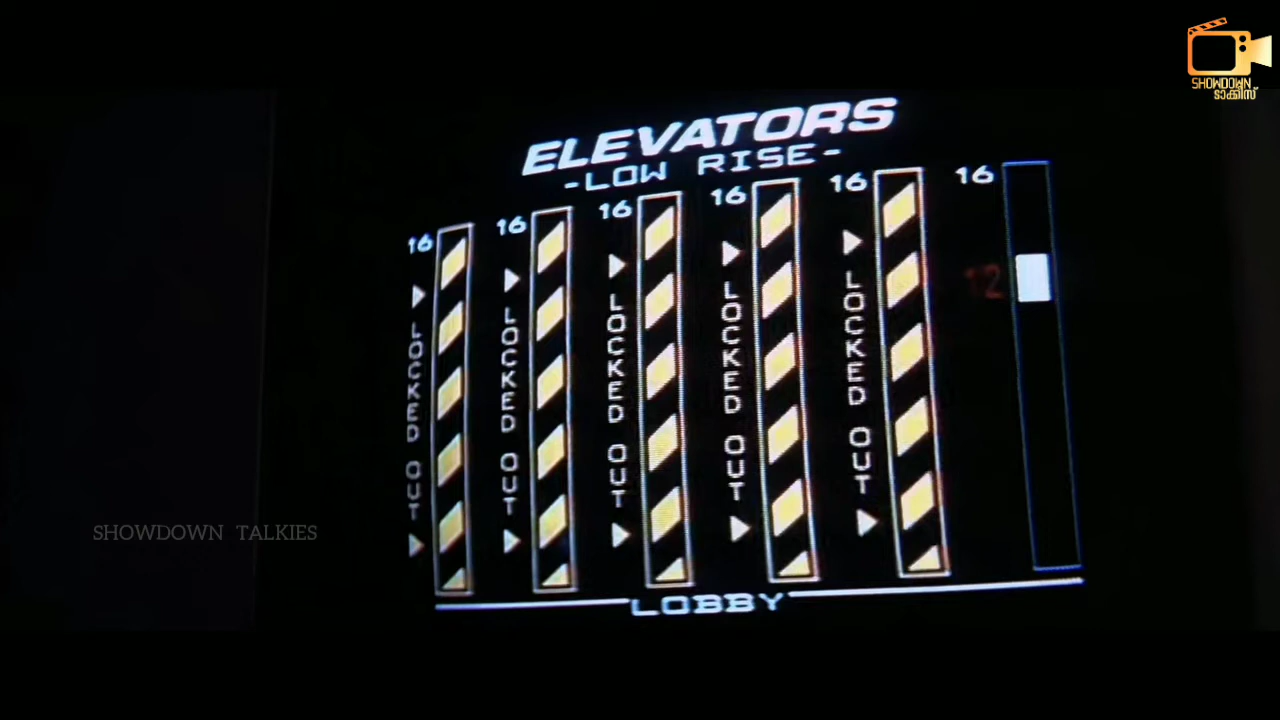 SHOWDOWN
ടാക്കീസ്
ELEVATORS
-LOW RISE-
16 16 16 16 16 16
LOCKED OUT LOCKED OUT LOCKED OUT LOCKED OUT LOCKED OUT
12
SHOWDOWN TALKIES
LOBBY